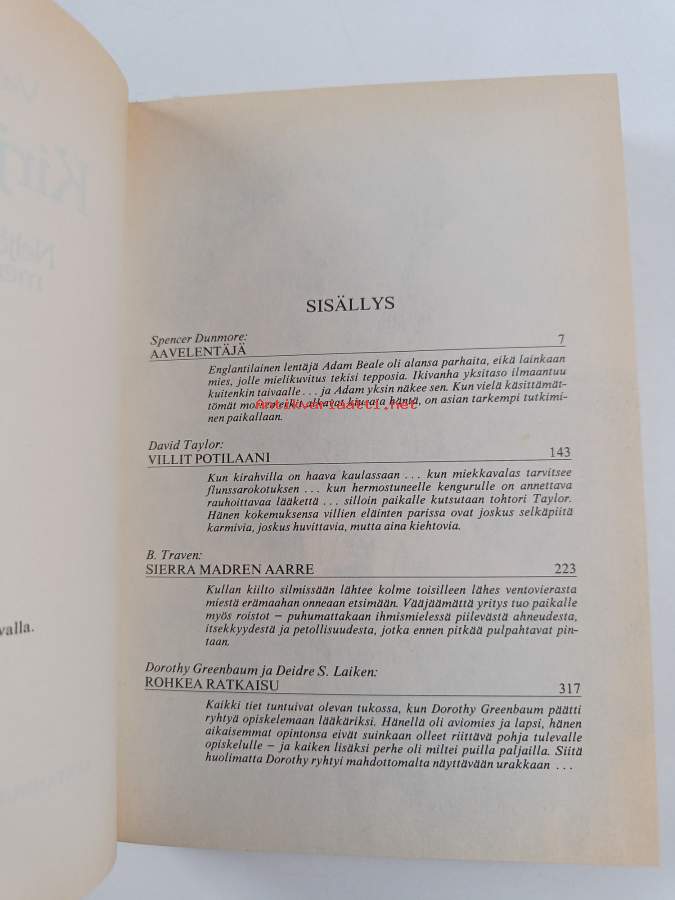 Kirj
valla.
SISÄLLYS
Spencer Dunmore:
AAVELENTÄJÄ 7
Englantilainen lentäjä Adam Beale oli alansa parhaita, eikä lainkaan
mies, jolle mielikuvitus tekisi tepposia. Ikivanha yksitaso ilmaantuu
kuitenkin taivaalle . . . ja Adam yksin näkee sen. Kun vielä käsittämät-
tömät alkavat kiusata häntä, on asian tarkempi tutkimi-
nen paikallaan.
Antikvariaatti.net
David Taylor:
VILLIT POTILAANI 143
Kun kirahvilla on haava kaulassaan . . . kun miekkavalas tarvitsee
flunssarokotuksen . . . kun hermostuneelle kengurulle on annettava
rauhoittavaa lääkettä . . . silloin paikalle kutsutaan tohtori Taylor.
Hänen kokemuksensa villien eläinten parissa ovat joskus selkäpiitä
karmivia, joskus huvittavia, mutta aina kiehtovia.
B. Traven:
SIERRA MADREN AARRE 223
Kullan kiilto silmissään lähtee kolme toisilleen lähes ventovierasta
miestä erämaahan onneaan etsimään. Vääjäämättä yritys tuo paikalle
myös roistot – puhumattakaan ihmismielessä piilevästä ahneudesta,
itsekkyydestä ja petollisuudesta, jotka ennen pitkää pulpahtavat pin-
taan.
Dorothy Greenbaum ja Deidre S. Laiken:
ROHKEA RATKAISU 317
Kaikki tiet tuntuivat olevan tukossa, kun Dorothy Greenbaum päätti
ryhtyä opiskelemaan lääkäriksi. Hänellä oli aviomies ja lapsi, hänen
aikaisemmat opintonsa eivät suinkaan olleet riittävä pohja tulevalle
opiskelulle – ja kaiken lisäksi perhe oli miltei puilla paljailla. Siitä
huolimatta Dorothy ryhtyi mahdottomalta näyttävään urakkaan . . .